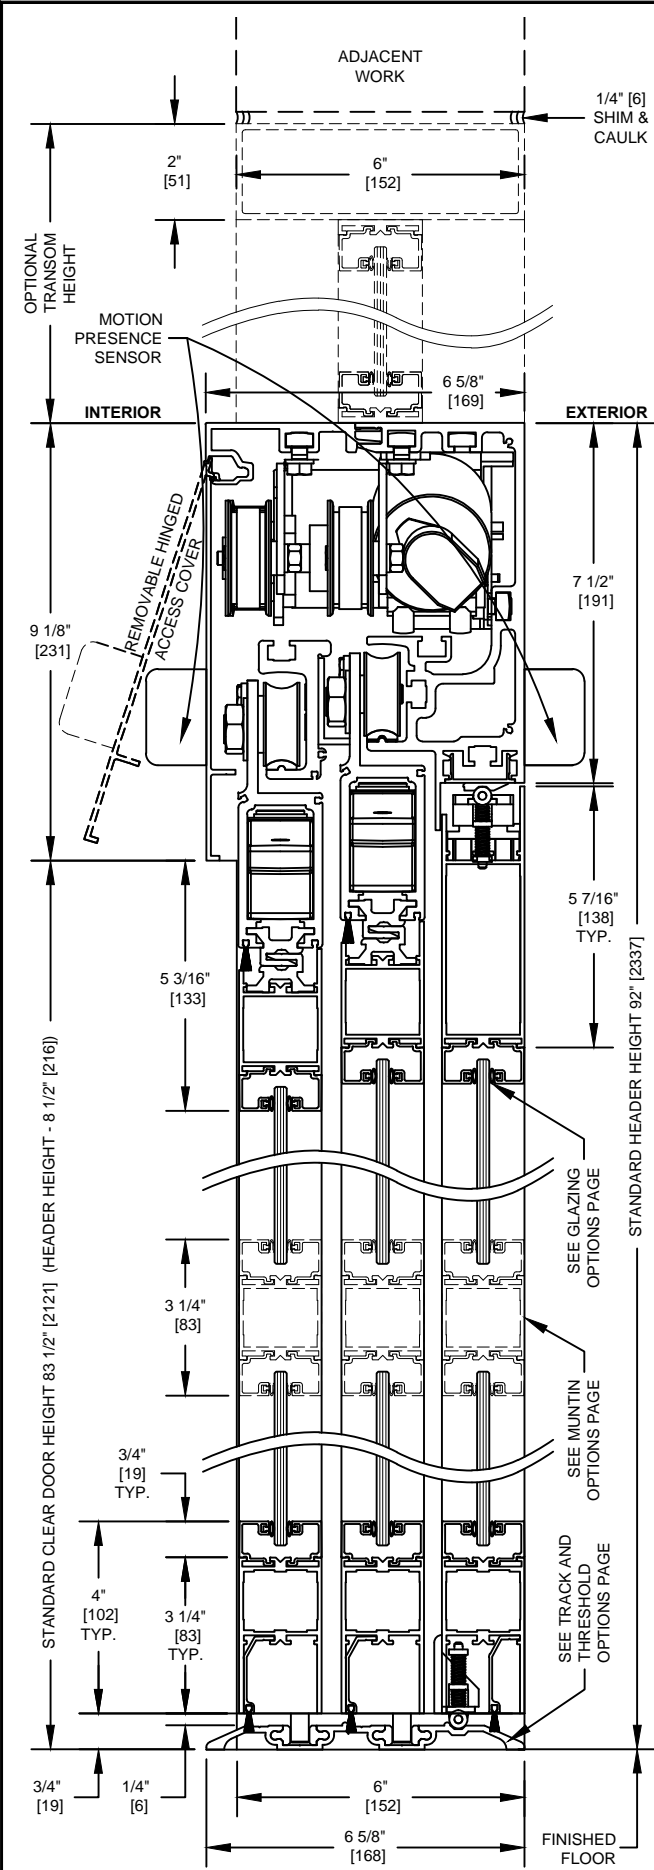 ADJACENT
WORK
1/4" [6]
SHIM &
CAULK
2"
[51]
6"
[152]
OPTIONAL
TRANSOM
HEIGHT
MOTION
PRESENCE
SENSOR
6 5/8"
[169]
INTERIOR
EXTERIOR
REMOVABLE HINGED
ACCESS COVER
9 1/8"
[231]
7 1/2"
[191]
5 7/16"
[138]
TYP.
5 3/16"
[133]
STANDARD HEADER HEIGHT 92" [2337]
STANDARD CLEAR DOOR HEIGHT 83 1/2" [2121] (HEADER HEIGHT - 8 1/2" [216])
SEE GLAZING
OPTIONS PAGE
3 1/4"
[83]
SEE MUNTIN
OPTIONS PAGE
3/4"
[19]
TYP.
4"
[102]
TYP.
3 1/4"
[83]
TYP.
SEE TRACK AND
THRESHOLD
OPTIONS PAGE
3/4"
[19]
1/4"
[6]
6"
[152]
6 5/8"
[168]
FINISHED
FLOOR